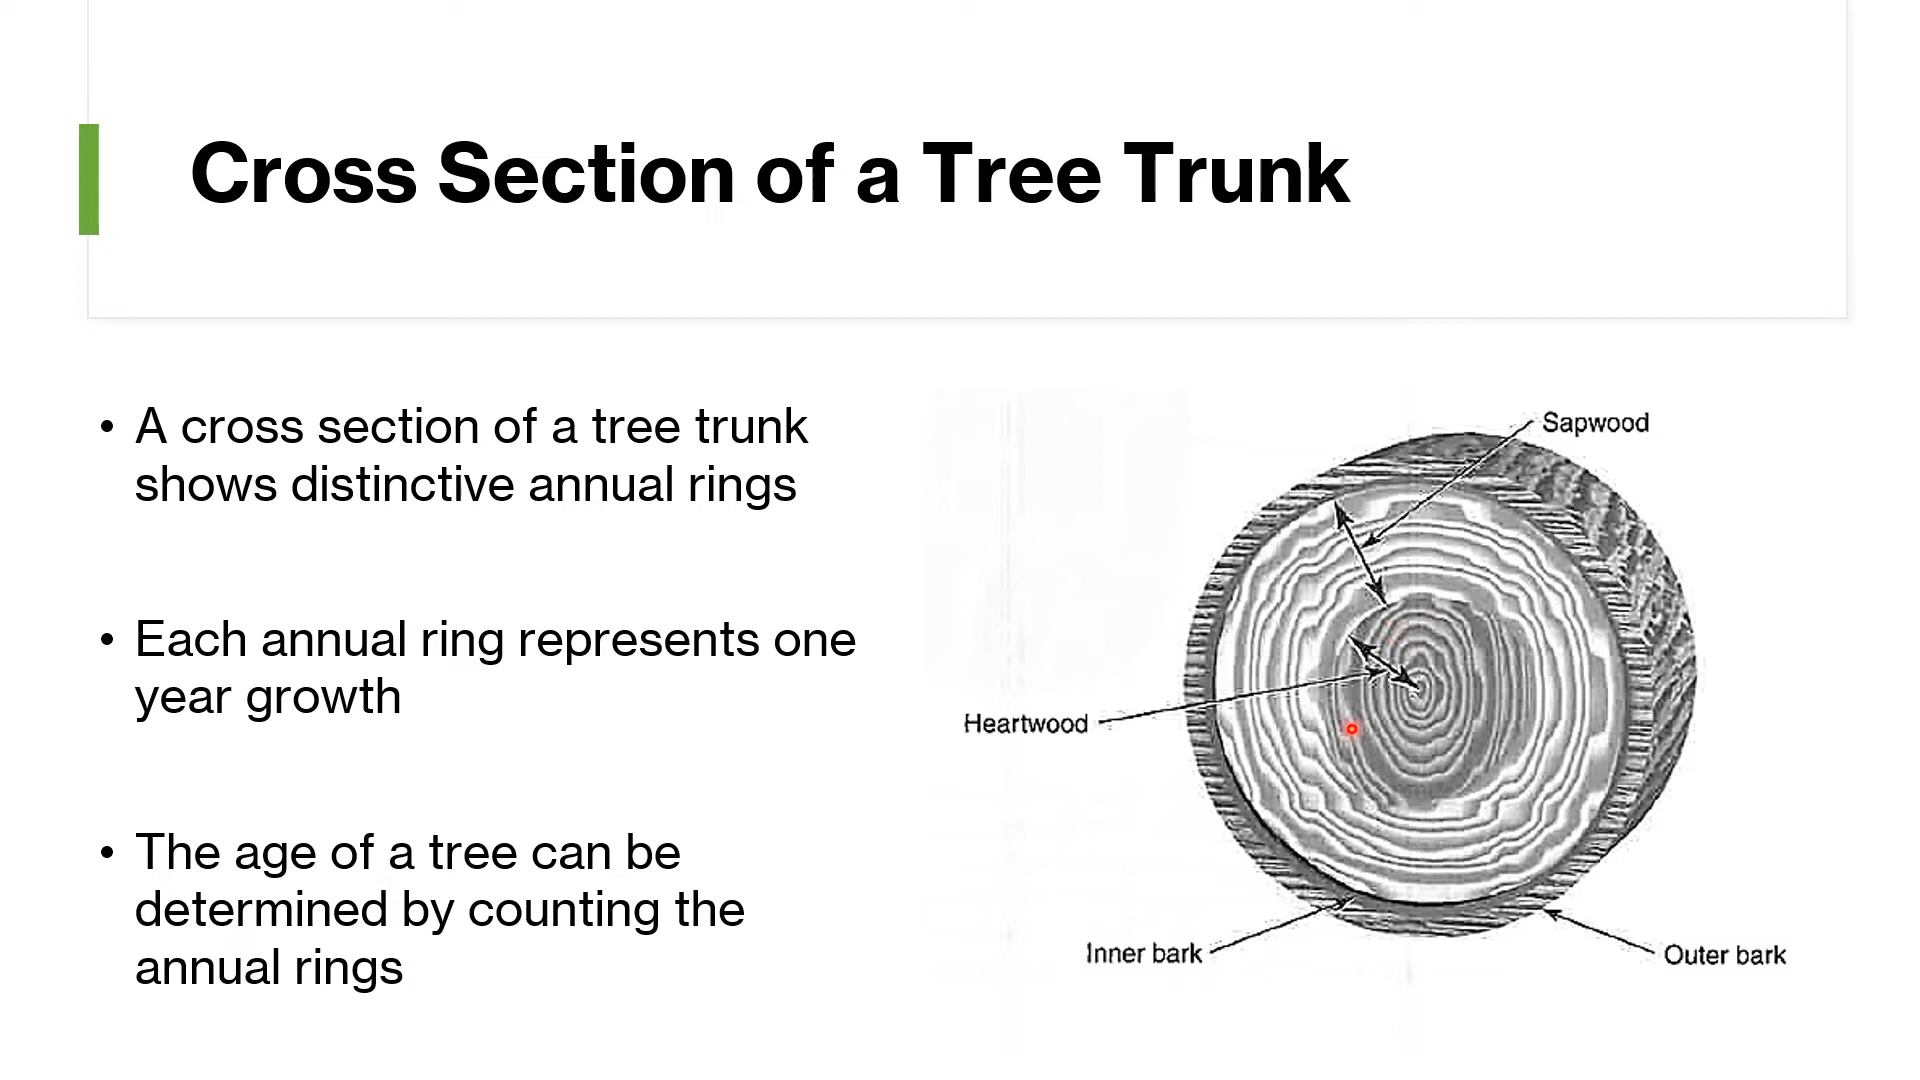 Cross Section of a Tree Trunk
• A cross section of a tree trunk
shows distinctive annual rings
• Each annual ring represents one
year growth
• The age of a tree can be
determined by counting the
annual rings
Sapwood
Heartwood
Inner bark
Outer bark